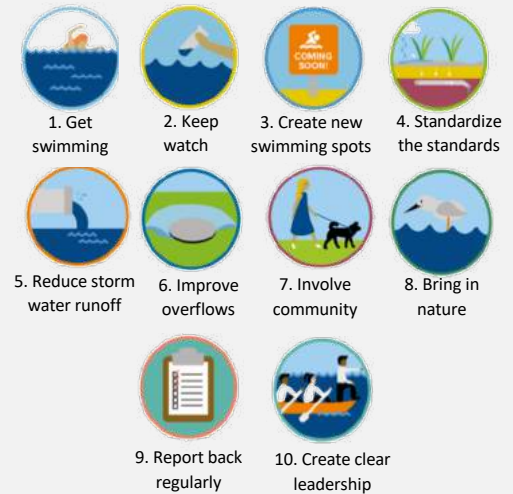 COMING
SOON!
1. Get
swimming
2. Keep
watch
3. Create new
swimming spots
4. Standardize
the standards
5. Reduce storm
water runoff
6. Improve
overflows
7. Involve
community
8. Bring in
nature
9. Report back
regularly
10. Create clear
leadership